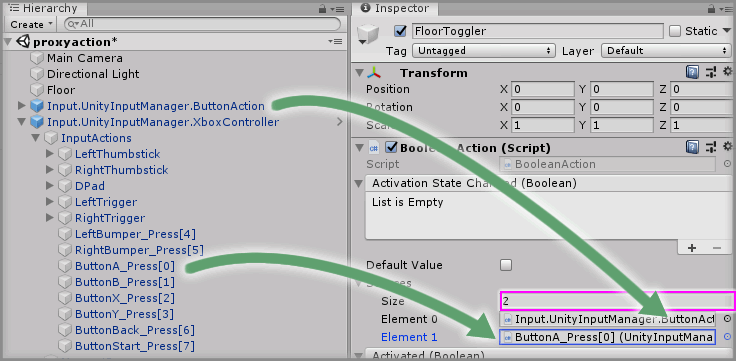 Hierarchy
Create
All
proxyaction*
Main Camera
Directional Light
Floor
Input.UnityInputManager.ButtonAction
Input.UnityInputManager.XboxController
InputActions
LeftThumbstick
RightThumbstick
DPad
LeftTrigger
RightTrigger
LeftBumper_Press[4]
RightBumper_Press[5]
ButtonA_Press[0]
ButtonB_Press[1]
ButtonX_Press[2]
ButtonY_Press[3]
ButtonBack_Press[6]
ButtonStart_Press[7]
Inspector
FloorToggler
Static
Tag Untagged Layer Default
Transform
Position X 0 Y 0 Z 0
Rotation X 0 Y 0 Z 0
X 1 Y 1 Z 1
Boolean Action (Script)
Script BooleanAction
Activation State (Boolean)
List is Empty
+ −
Default Value
Size 2
Element 0 Input.UnityInputManager.ButtonAct
Element 1 ButtonA_Press[0] (UnityInputMana
Activated (Boolean)